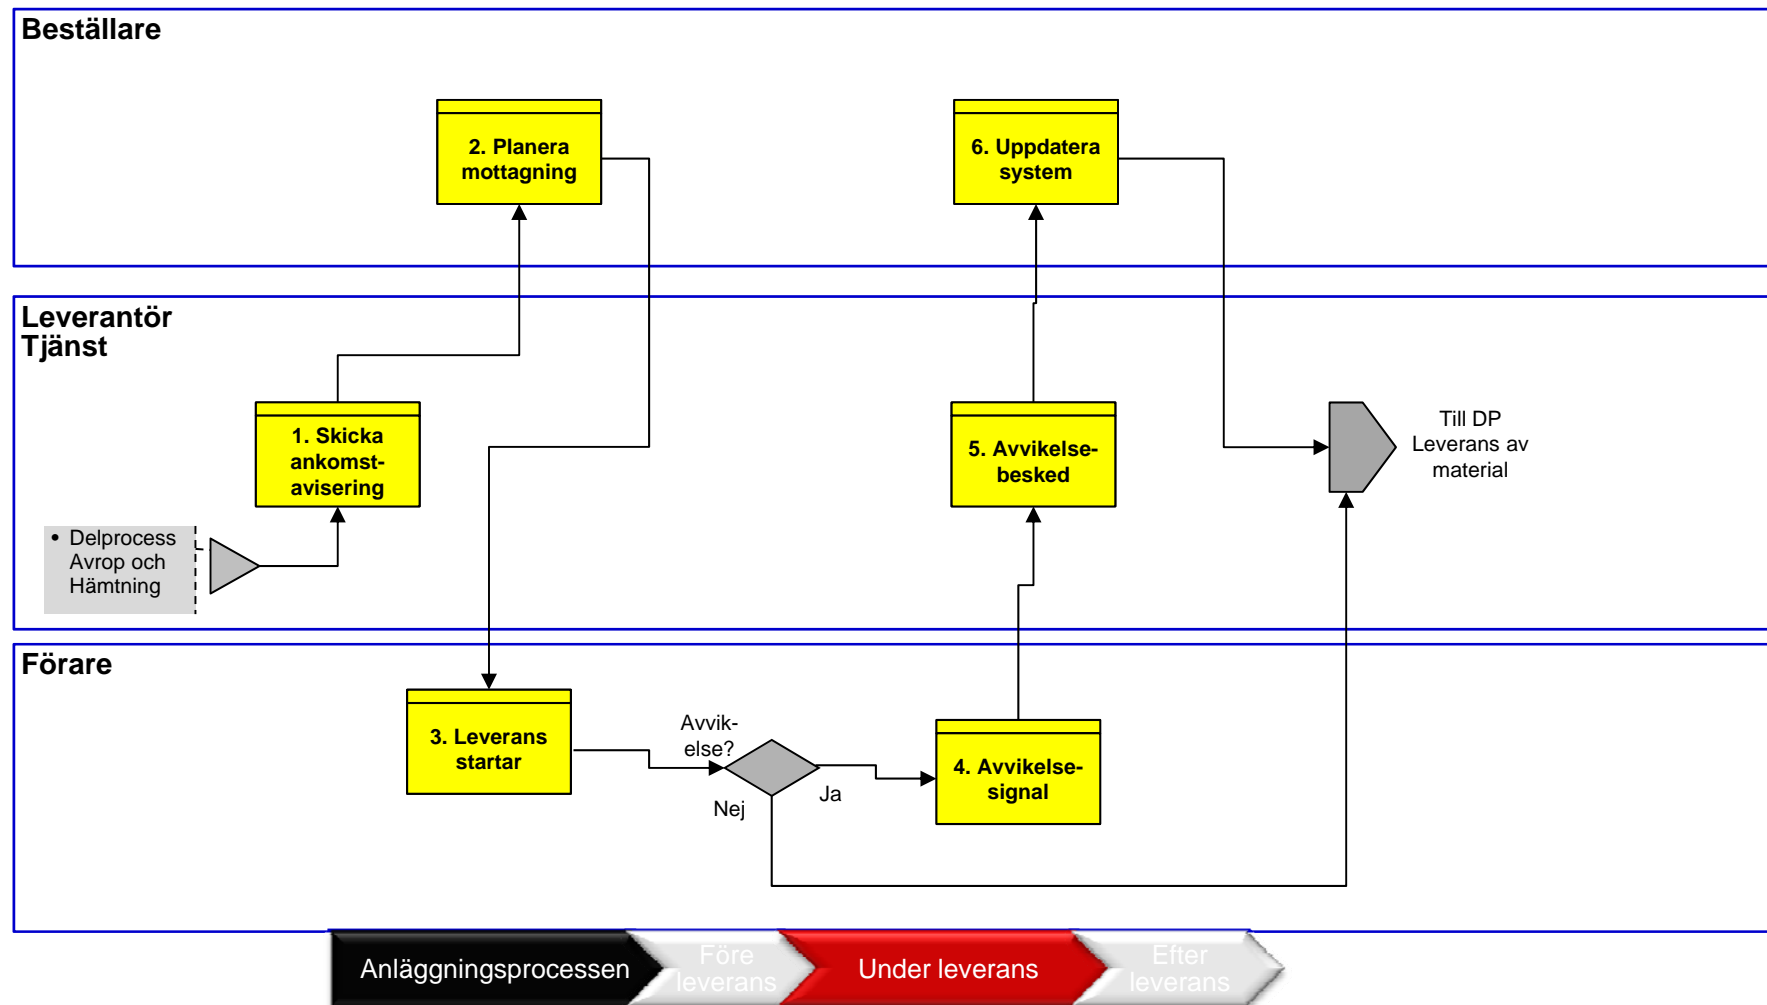 Beställare
2. Planera
mottagning
6. Uppdatera
system
Leverantör
Tjänst
1. Skicka
ankomst-
avisering
5. Avvikelse-
besked
Till DP
Leverans av
material
• Delprocess
Avrop och
Hämtning
Förare
3. Leverans
startar
Avvik-
else?
Nej
Ja
4. Avvikelse-
signal
Anläggningsprocessen
Före
leverans
Under leverans
Efter
leverans